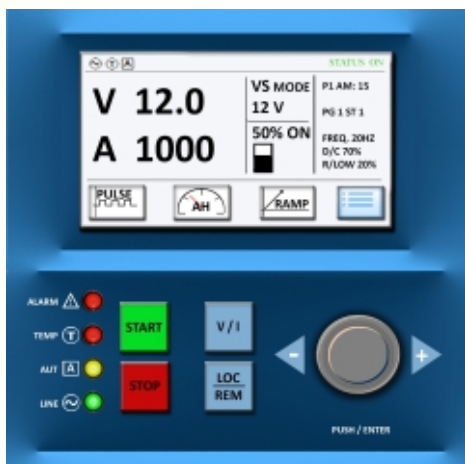 T A STATUS: ON
V 12.0
A 1000
VS MODE
12 V
50% ON
P1 AM: 15
PG 1 ST 1
FREQ. 20HZ
D/C 70%
R/LOW 20%
PULSE
AH
RAMP
ALARM
TEMP T
AUT A
LINE
START
STOP
V / I
LOC
REM
- +
PUSH / ENTER